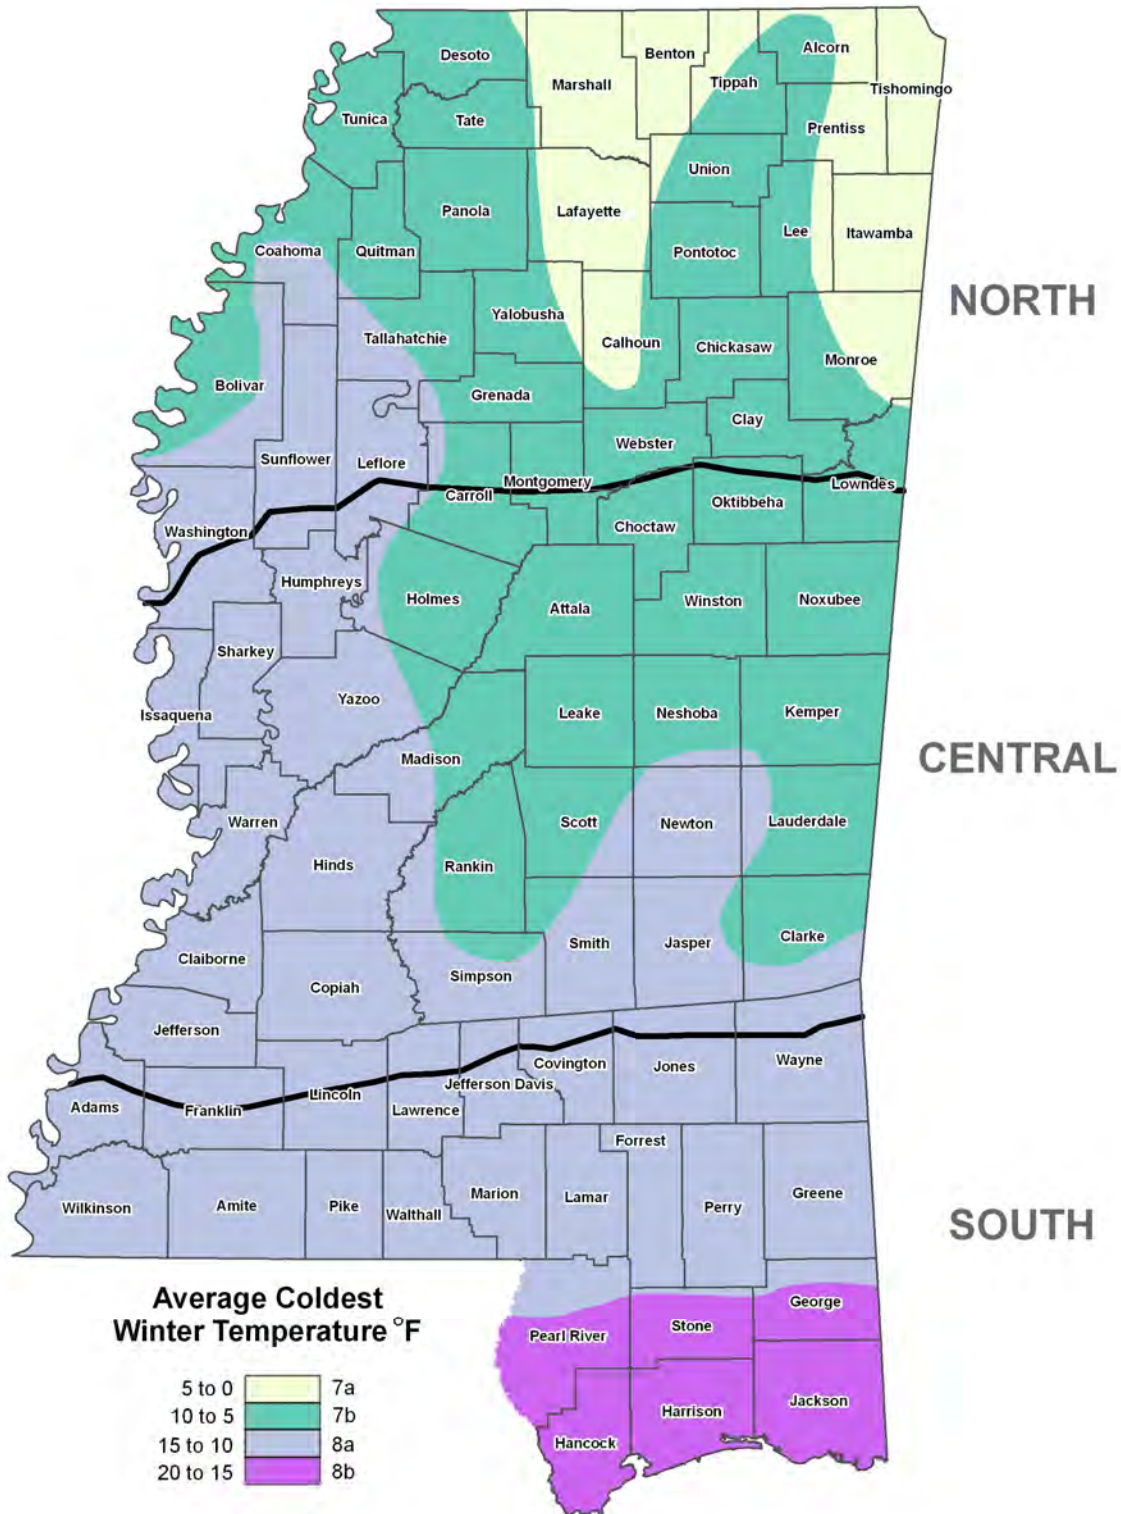 Desoto
Marshall
Benton
Tippah
Alcorn
Tishomingo
Tunica
Tate
Prentiss
Union
Panola
Lafayette
Lee
Itawamba
Coahoma
Quitman
Pontotoc
NORTH
Tallahatchie
Yalobusha
Calhoun
Chickasaw
Monroe
Bolivar
Grenada
Clay
Webster
Sunflower
Leflore
Carroll
Montgomery
Lowndes
Oktibbeha
Washington
Choctaw
Humphreys
Holmes
Attala
Winston
Noxubee
Sharkey
Yazoo
Issaquena
Leake
Neshoba
Kemper
Madison
CENTRAL
Warren
Scott
Newton
Lauderdale
Hinds
Rankin
Claiborne
Simpson
Smith
Jasper
Clarke
Copiah
Jefferson
Covington
Jones
Wayne
Adams
Franklin
Lincoln
Lawrence
Jefferson Davis
Forrest
Wilkinson
Amite
Pike
Walthall
Marion
Lamar
Perry
Greene
SOUTH
Average Coldest
Winter Temperature °F
George
Pearl River
Stone
5 to 0 7a
10 to 5 7b
15 to 10 8a
20 to 15 8b
Hancock
Harrison
Jackson